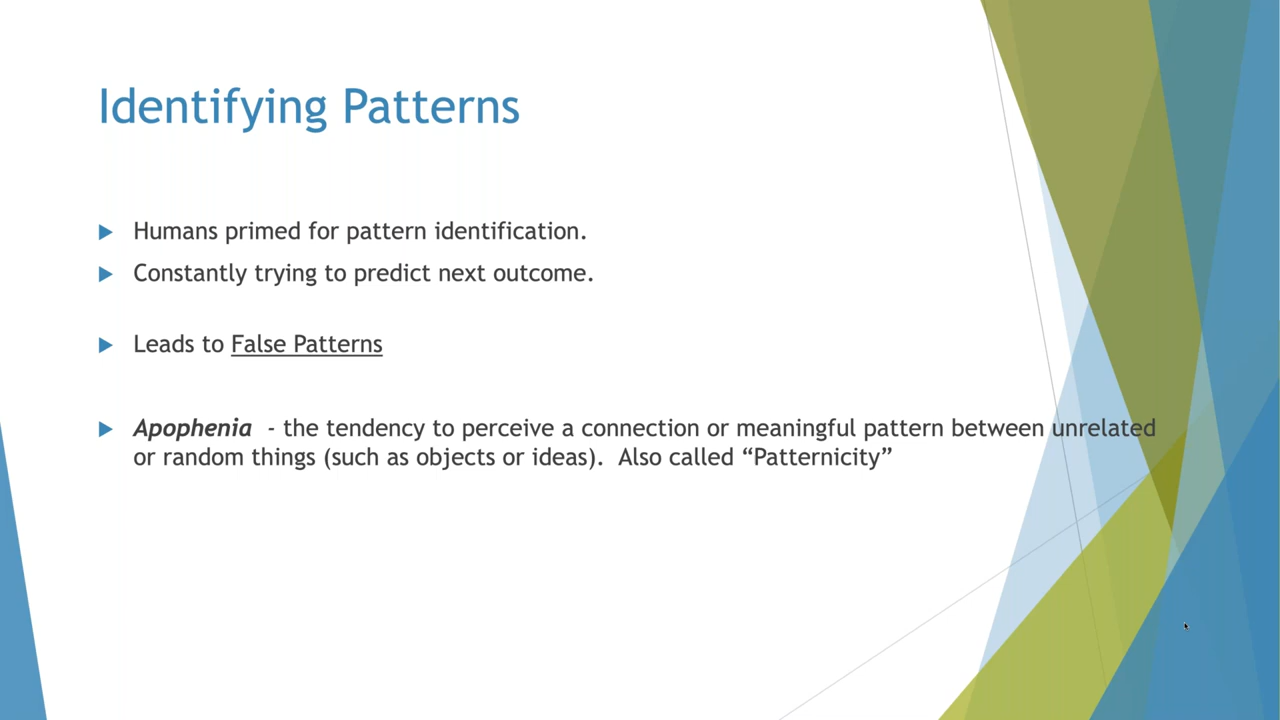 Identifying Patterns
Humans primed for pattern identification.
Constantly trying to predict next outcome.
Leads to False Patterns
Apophenia - the tendency to perceive a connection or meaningful pattern between unrelated
or random things (such as objects or ideas). Also called “Patternicity”